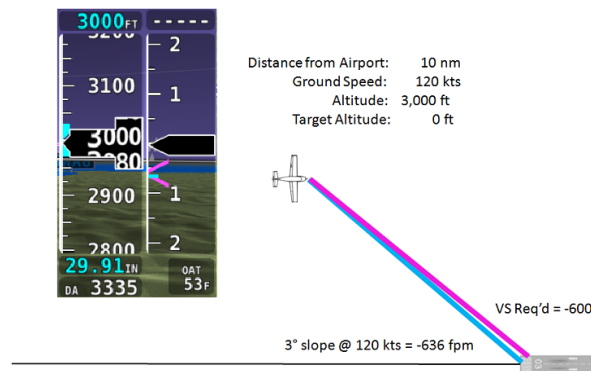 3000FT
-----
3200
2
3100
1
3000
80
2900
1
2800
2
29.91IN
OAT
53F
DA 3335
Distance from Airport: 10 nm
Ground Speed: 120 kts
Altitude: 3,000 ft
Target Altitude: 0 ft
VS Req'd = -600
3° slope @ 120 kts = -636 fpm
03